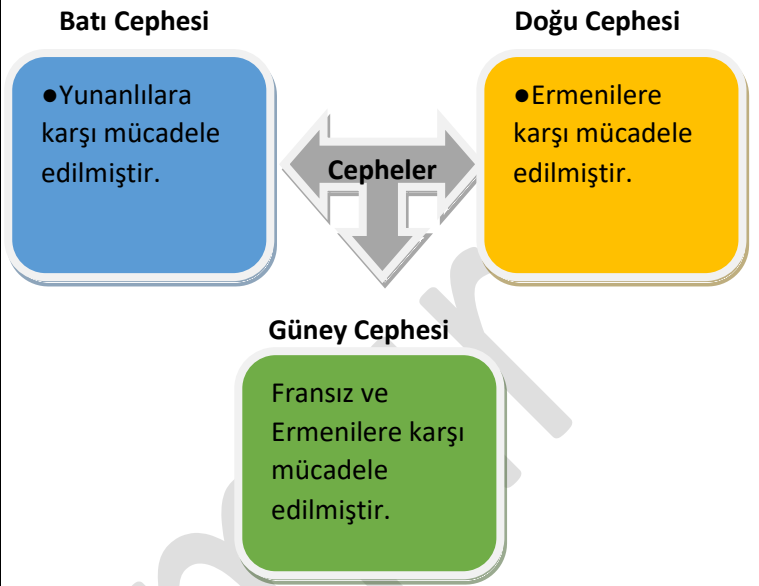 Batı Cephesi
Doğu Cephesi
●Yunanlılara
karşı mücadele
edilmiştir.
Cepheler
●Ermenilere
karşı mücadele
edilmiştir.
Güney Cephesi
Fransız ve
Ermenilere karşı
mücadele
edilmiştir.